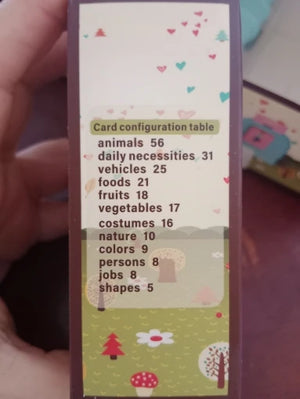 Card configuration table
animals 56
daily necessities 31
vehicles 25
foods 21
fruits 18
vegetables 17
costumes 16
nature 10
colors 9
persons 8
jobs 8
shapes 5